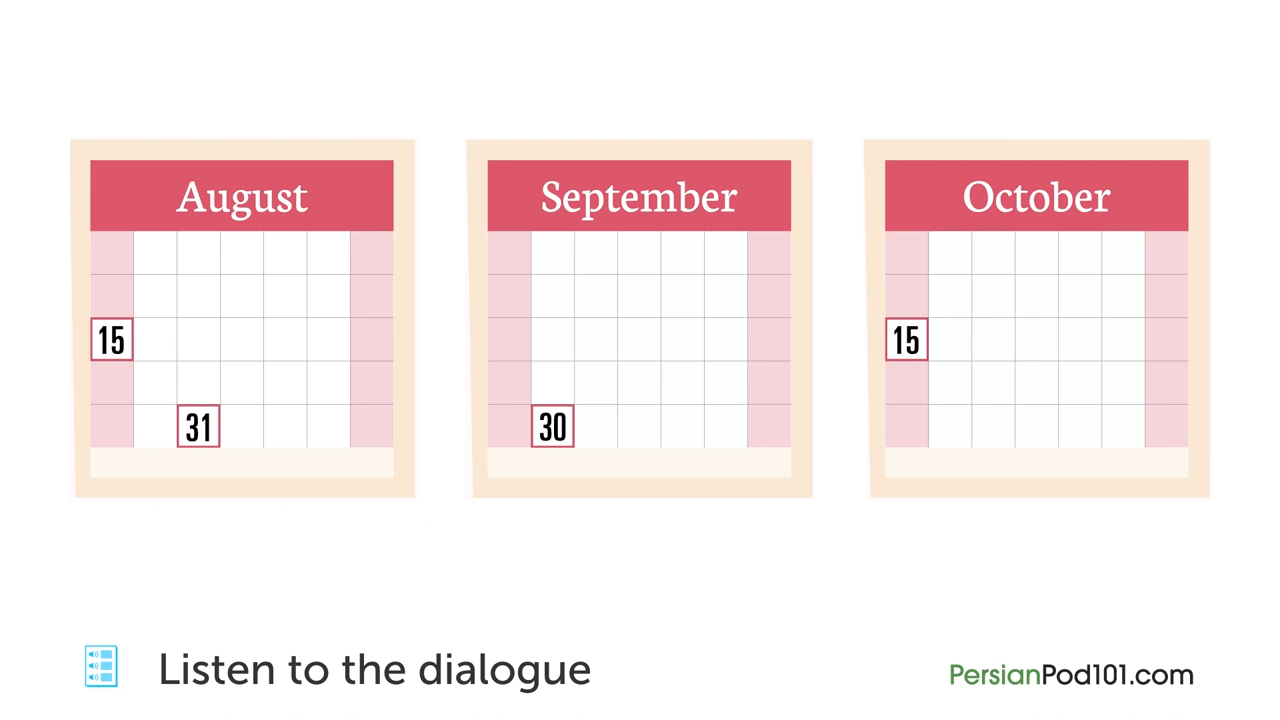 August
15
31
September
30
October
15
Listen to the dialogue
PersianPod101.com